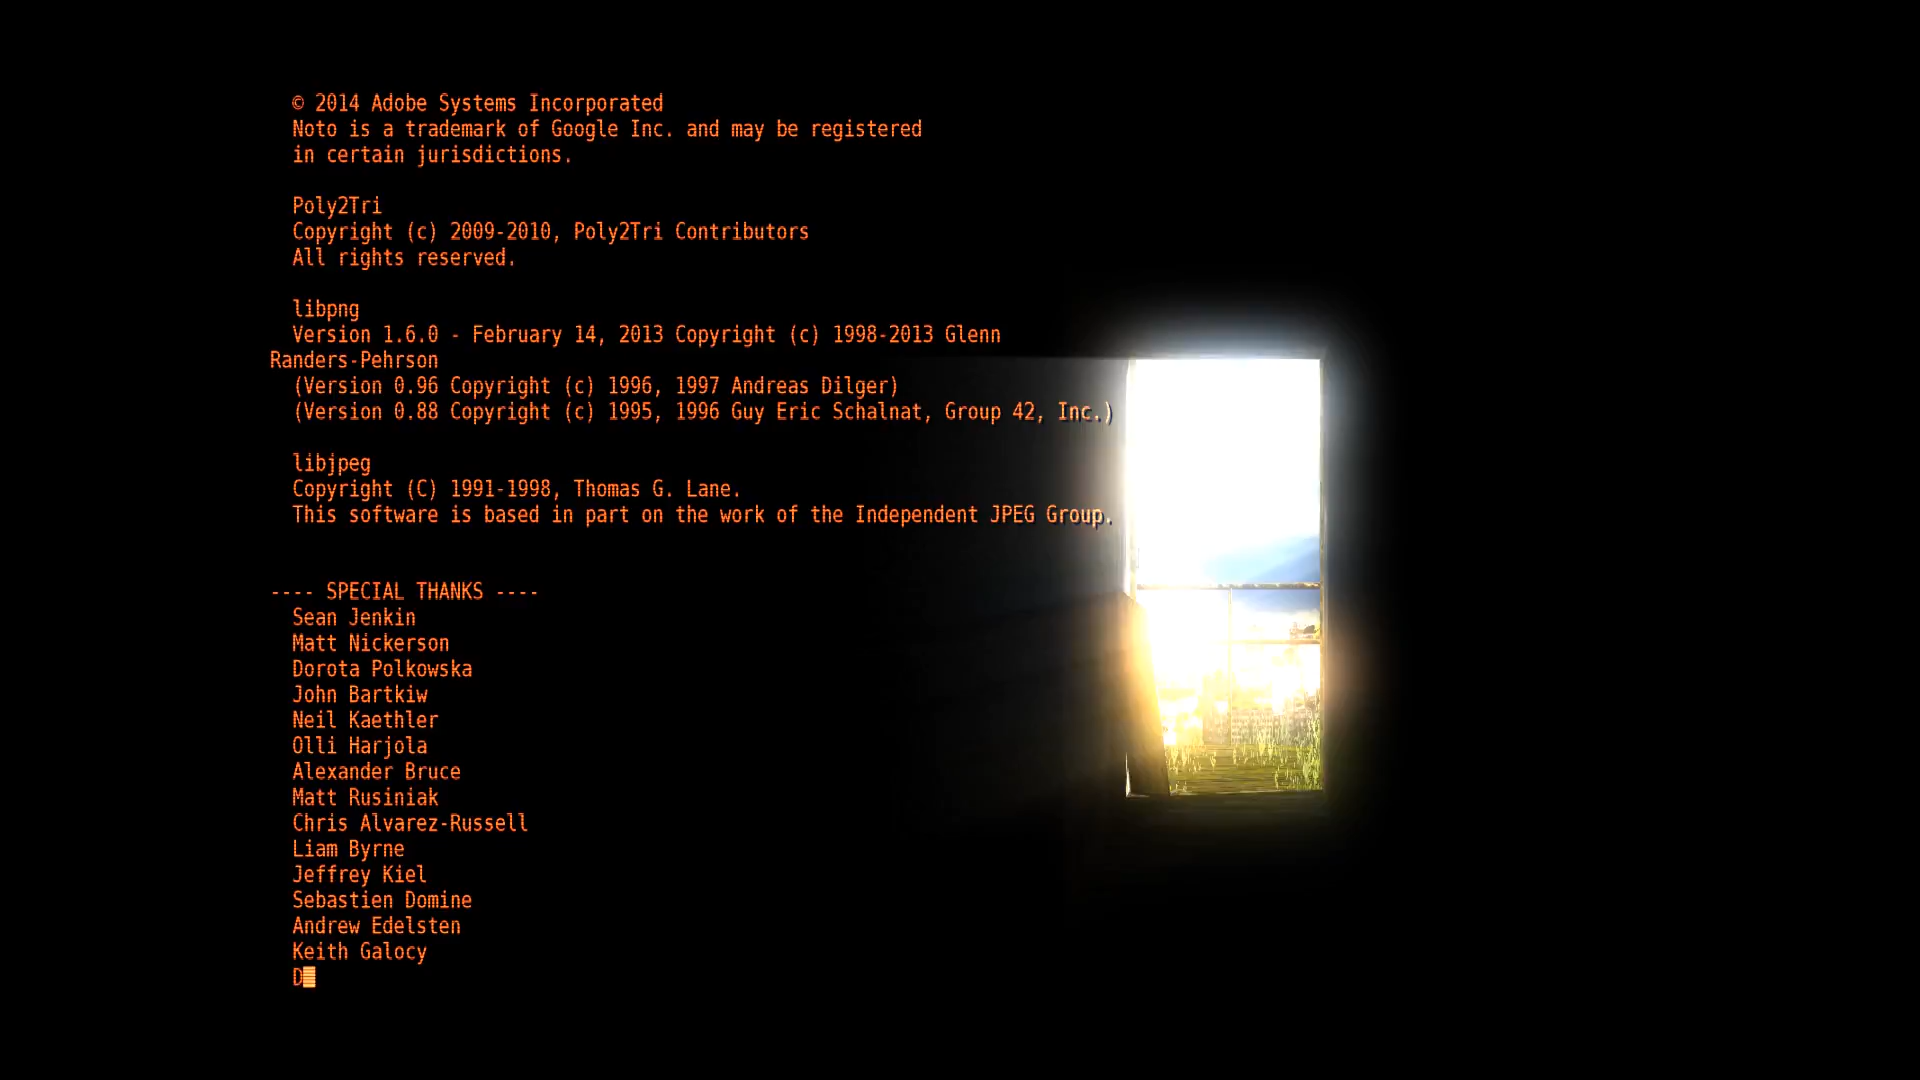 © 2014 Adobe Systems Incorporated
Noto is a trademark of Google Inc. and may be registered
in certain jurisdictions.
Poly2Tri
Copyright (c) 2009-2010, Poly2Tri Contributors
All rights reserved.
libpng
Version 1.6.0 - February 14, 2013 Copyright (c) 1998-2013 Glenn
Randers-Pehrson
(Version 0.96 Copyright (c) 1996, 1997 Andreas Dilger)
(Version 0.88 Copyright (c) 1995, 1996 Guy Eric Schalnat, Group 42, Inc.)
libjpeg
Copyright (C) 1991-1998, Thomas G. Lane.
This software is based in part on the work of the Independent JPEG Group.
---- SPECIAL THANKS ----
Sean Jenkin
Matt Nickerson
Dorota Polkowska
John Bartkiw
Neil Kaethler
Olli Harjola
Alexander Bruce
Matt Rusiniak
Chris Alvarez-Russell
Liam Byrne
Jeffrey Kiel
Sebastien Domine
Andrew Edelsten
Keith Galocy
D